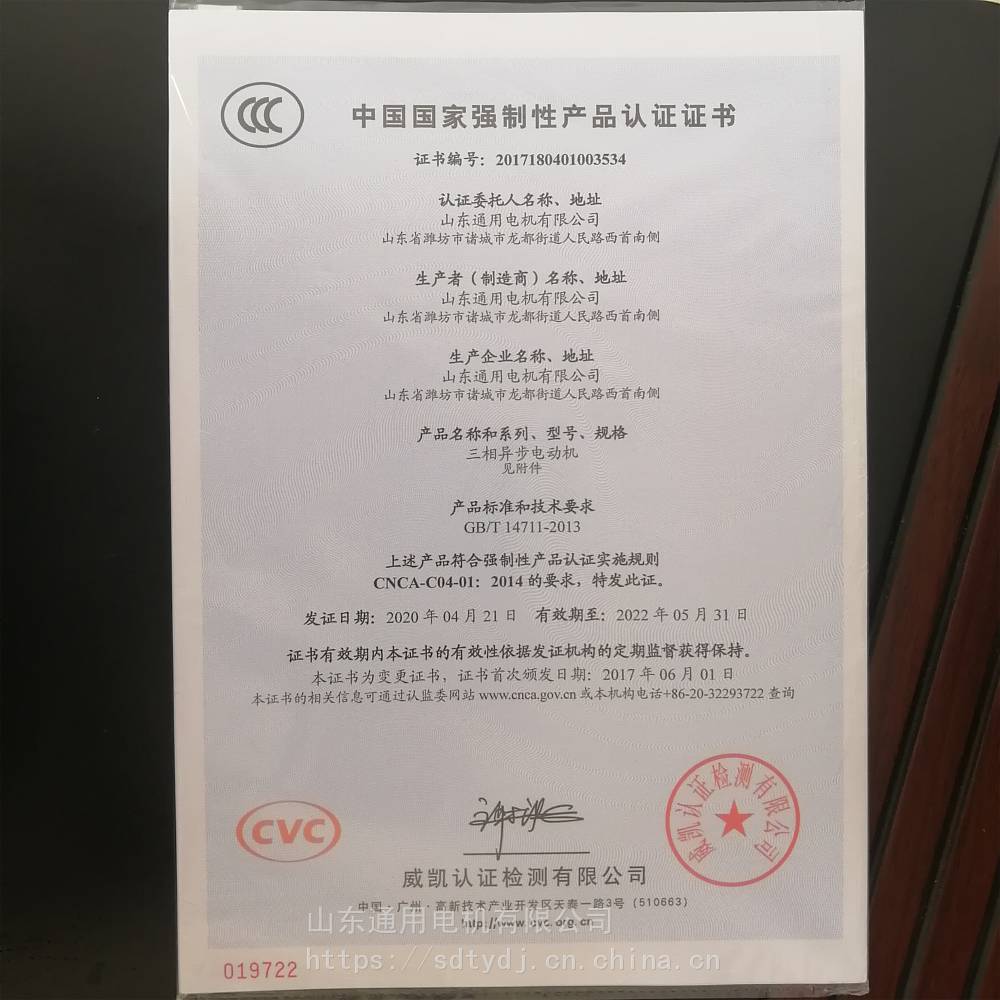 中国国家强制性产品认证证书
证书编号：2017180401003534
认证委托人名称、地址
山东通用电机有限公司
山东省潍坊市诸城市龙都街道人民路西首南侧
生产者（制造商）名称、地址
山东通用电机有限公司
山东省潍坊市诸城市龙都街道人民路西首南侧
生产企业名称、地址
山东通用电机有限公司
山东省潍坊市诸城市龙都街道人民路西首南侧
产品名称和系列、型号、规格
三相异步电动机
见附件
产品标准和技术要求
GB/T 14711-2013
上述产品符合强制性产品认证实施规则
CNCA-C04-01：2014 的要求，特发此证。
发证日期：2020 年 04 月 21 日 有效期至：2022 年 05 月 31 日
证书有效期内本证书的有效性依据发证机构的定期监督获得保持。
本证书为变更证书，证书首次颁发日期：2017 年 06 月 01 日
本证书的相关信息可通过认监委网站 www.cnca.gov.cn 或本机构电话+86-20-32293722 查询
CVC
威凯认证检测有限公司
威凯认证检测有限公司
中国·广州·高新技术产业开发区天泰一路3号（510663）
http://www.cvc.org.cn
山东通用电机有限公司
https://sdtydj.cn.china.cn
019722